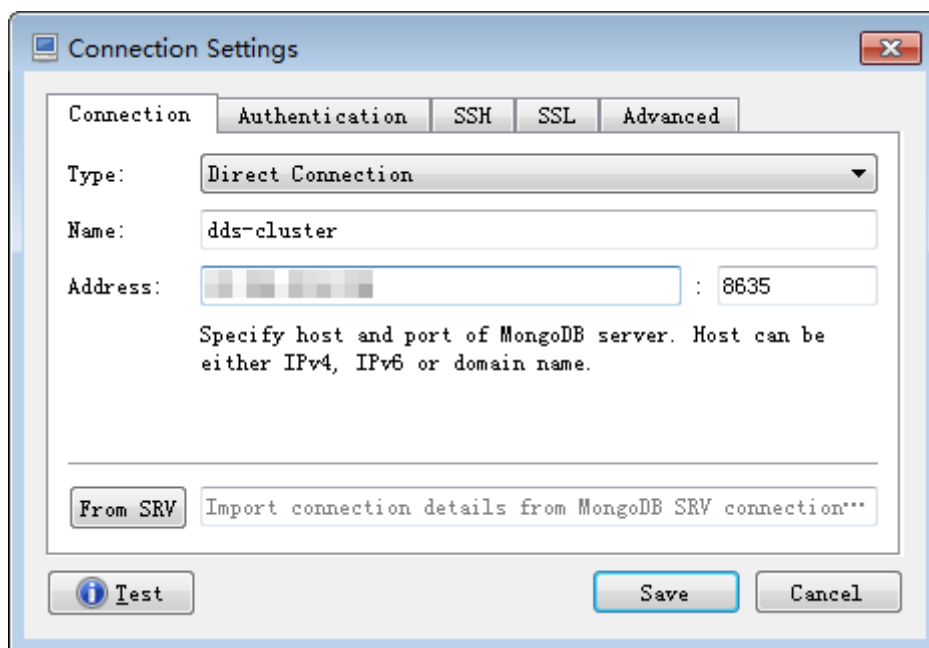 Connection Settings
Connection Authentication SSH SSL Advanced
Type: Direct Connection
Name: dds-cluster
Address: : 8635
Specify host and port of MongoDB server. Host can be
either IPv4, IPv6 or domain name.
From SRV Import connection details from MongoDB SRV connection…
Test Save Cancel